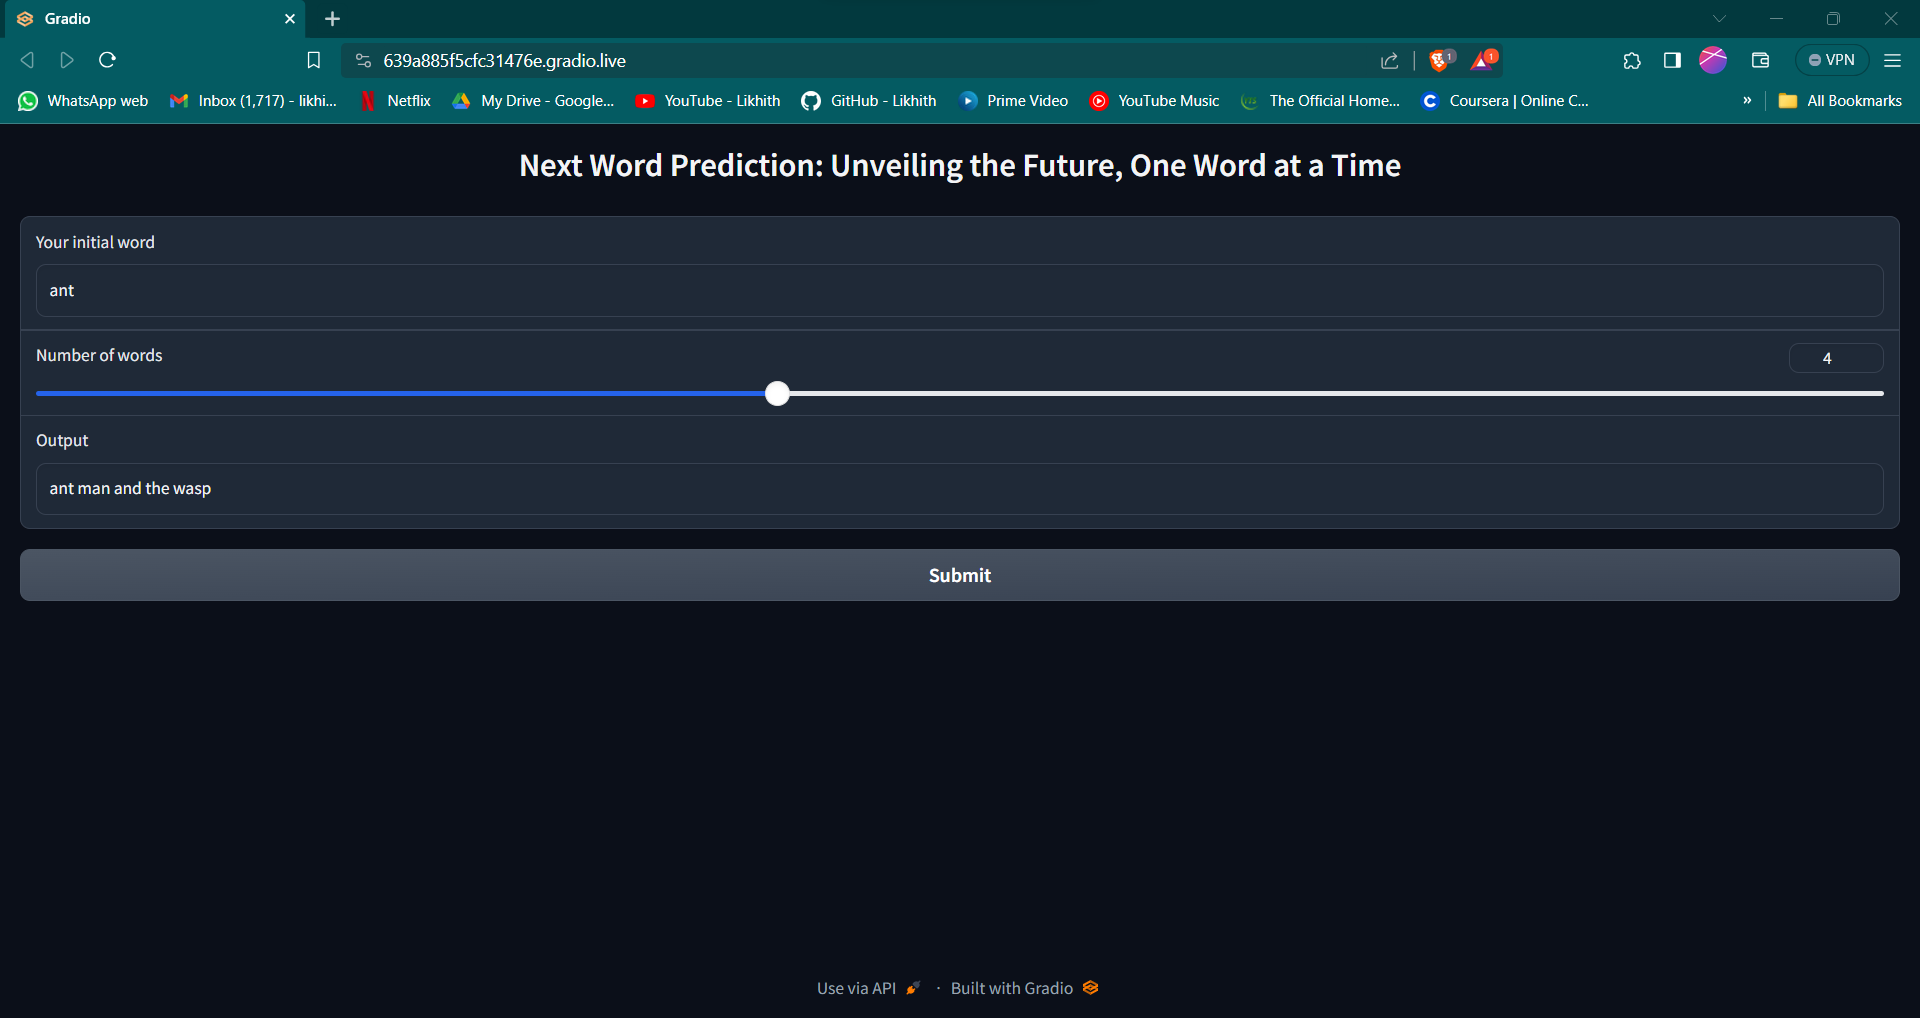 Gradio
639a885f5cfc31476e.gradio.live
1
1
VPN
WhatsApp web
Inbox (1,717) - likhi...
Netflix
My Drive - Google...
YouTube - Likhith
GitHub - Likhith
Prime Video
YouTube Music
The Official Home...
Coursera | Online C...
»
All Bookmarks
Next Word Prediction: Unveiling the Future, One Word at a Time
Your initial word
ant
Number of words
4
Output
ant man and the wasp
Submit
Use via API · Built with Gradio